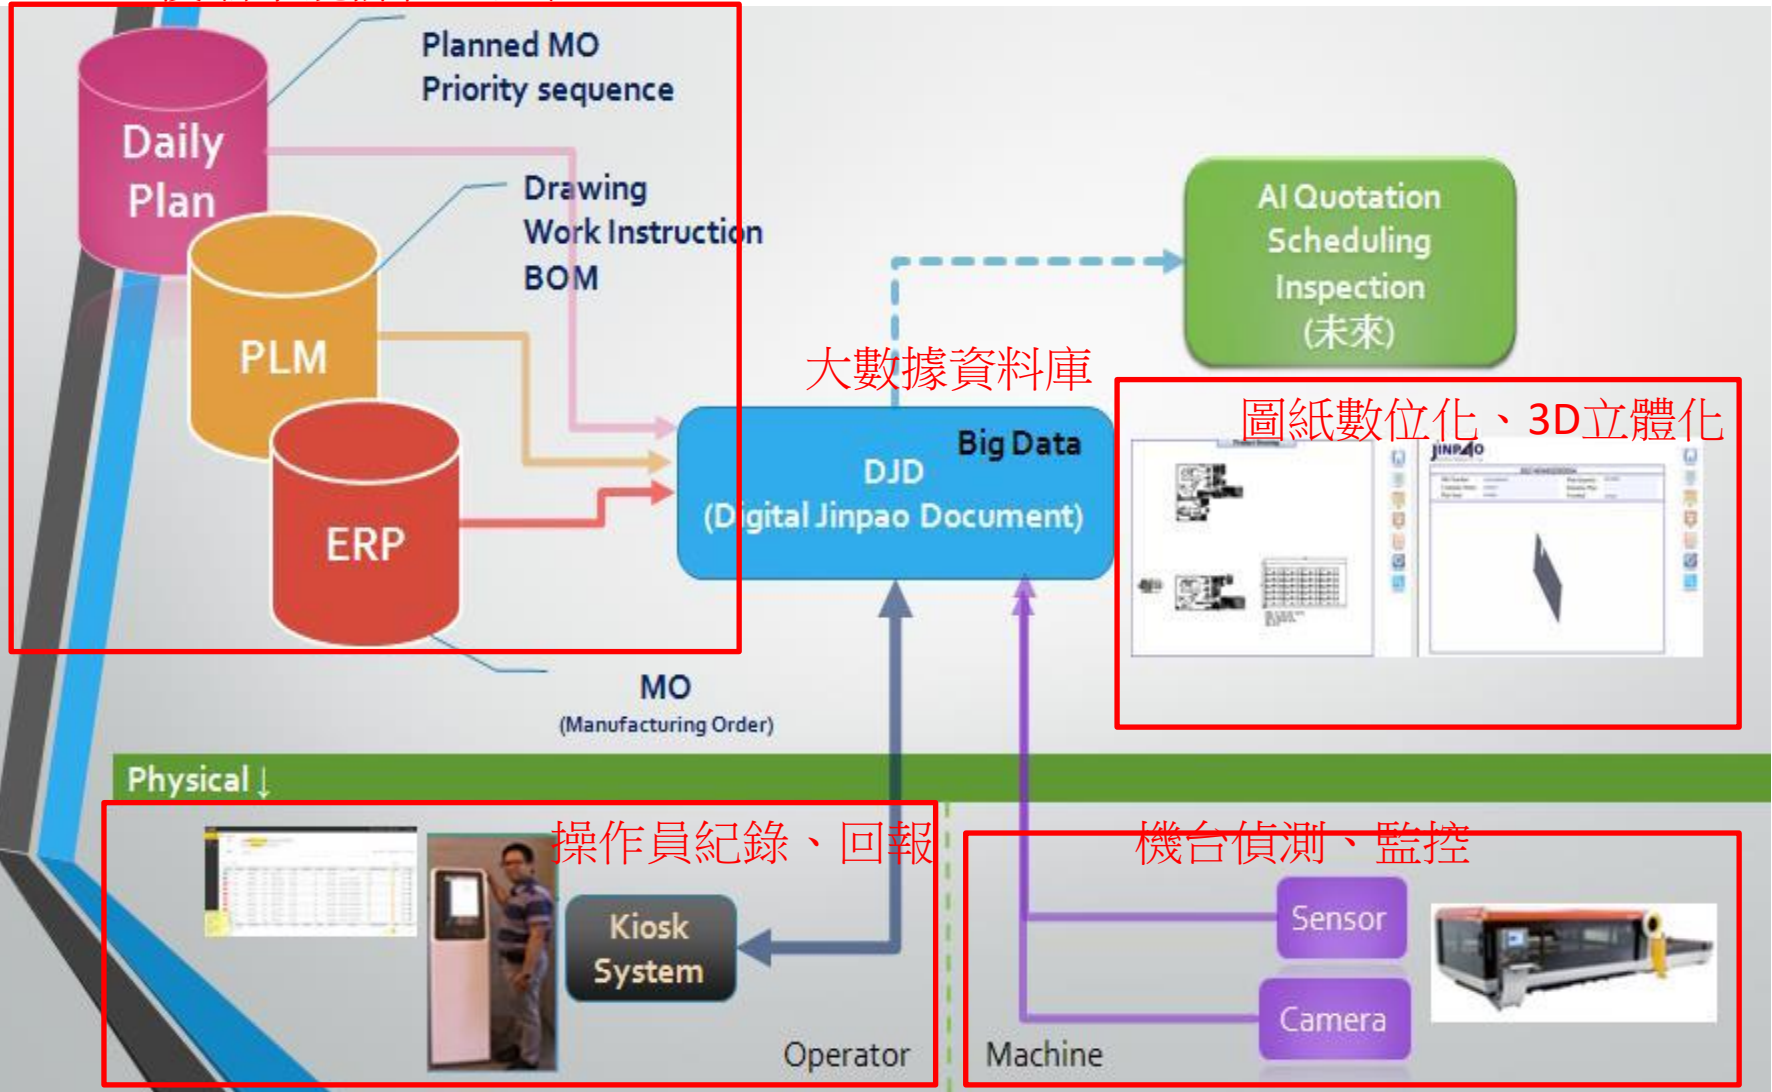 Planned MO
Priority sequence
Daily
Plan
Drawing
Work Instruction
BOM
PLM
ERP
MO
(Manufacturing Order)
AI Quotation
Scheduling
Inspection
(未來)
大數據資料庫
Big Data
DJD
(Digital Jinpao Document)
圖紙數位化、3D立體化
JINPAO
Physical ↓
操作員紀錄、回報
Kiosk
System
Operator
機台偵測、監控
Sensor
Camera
Machine